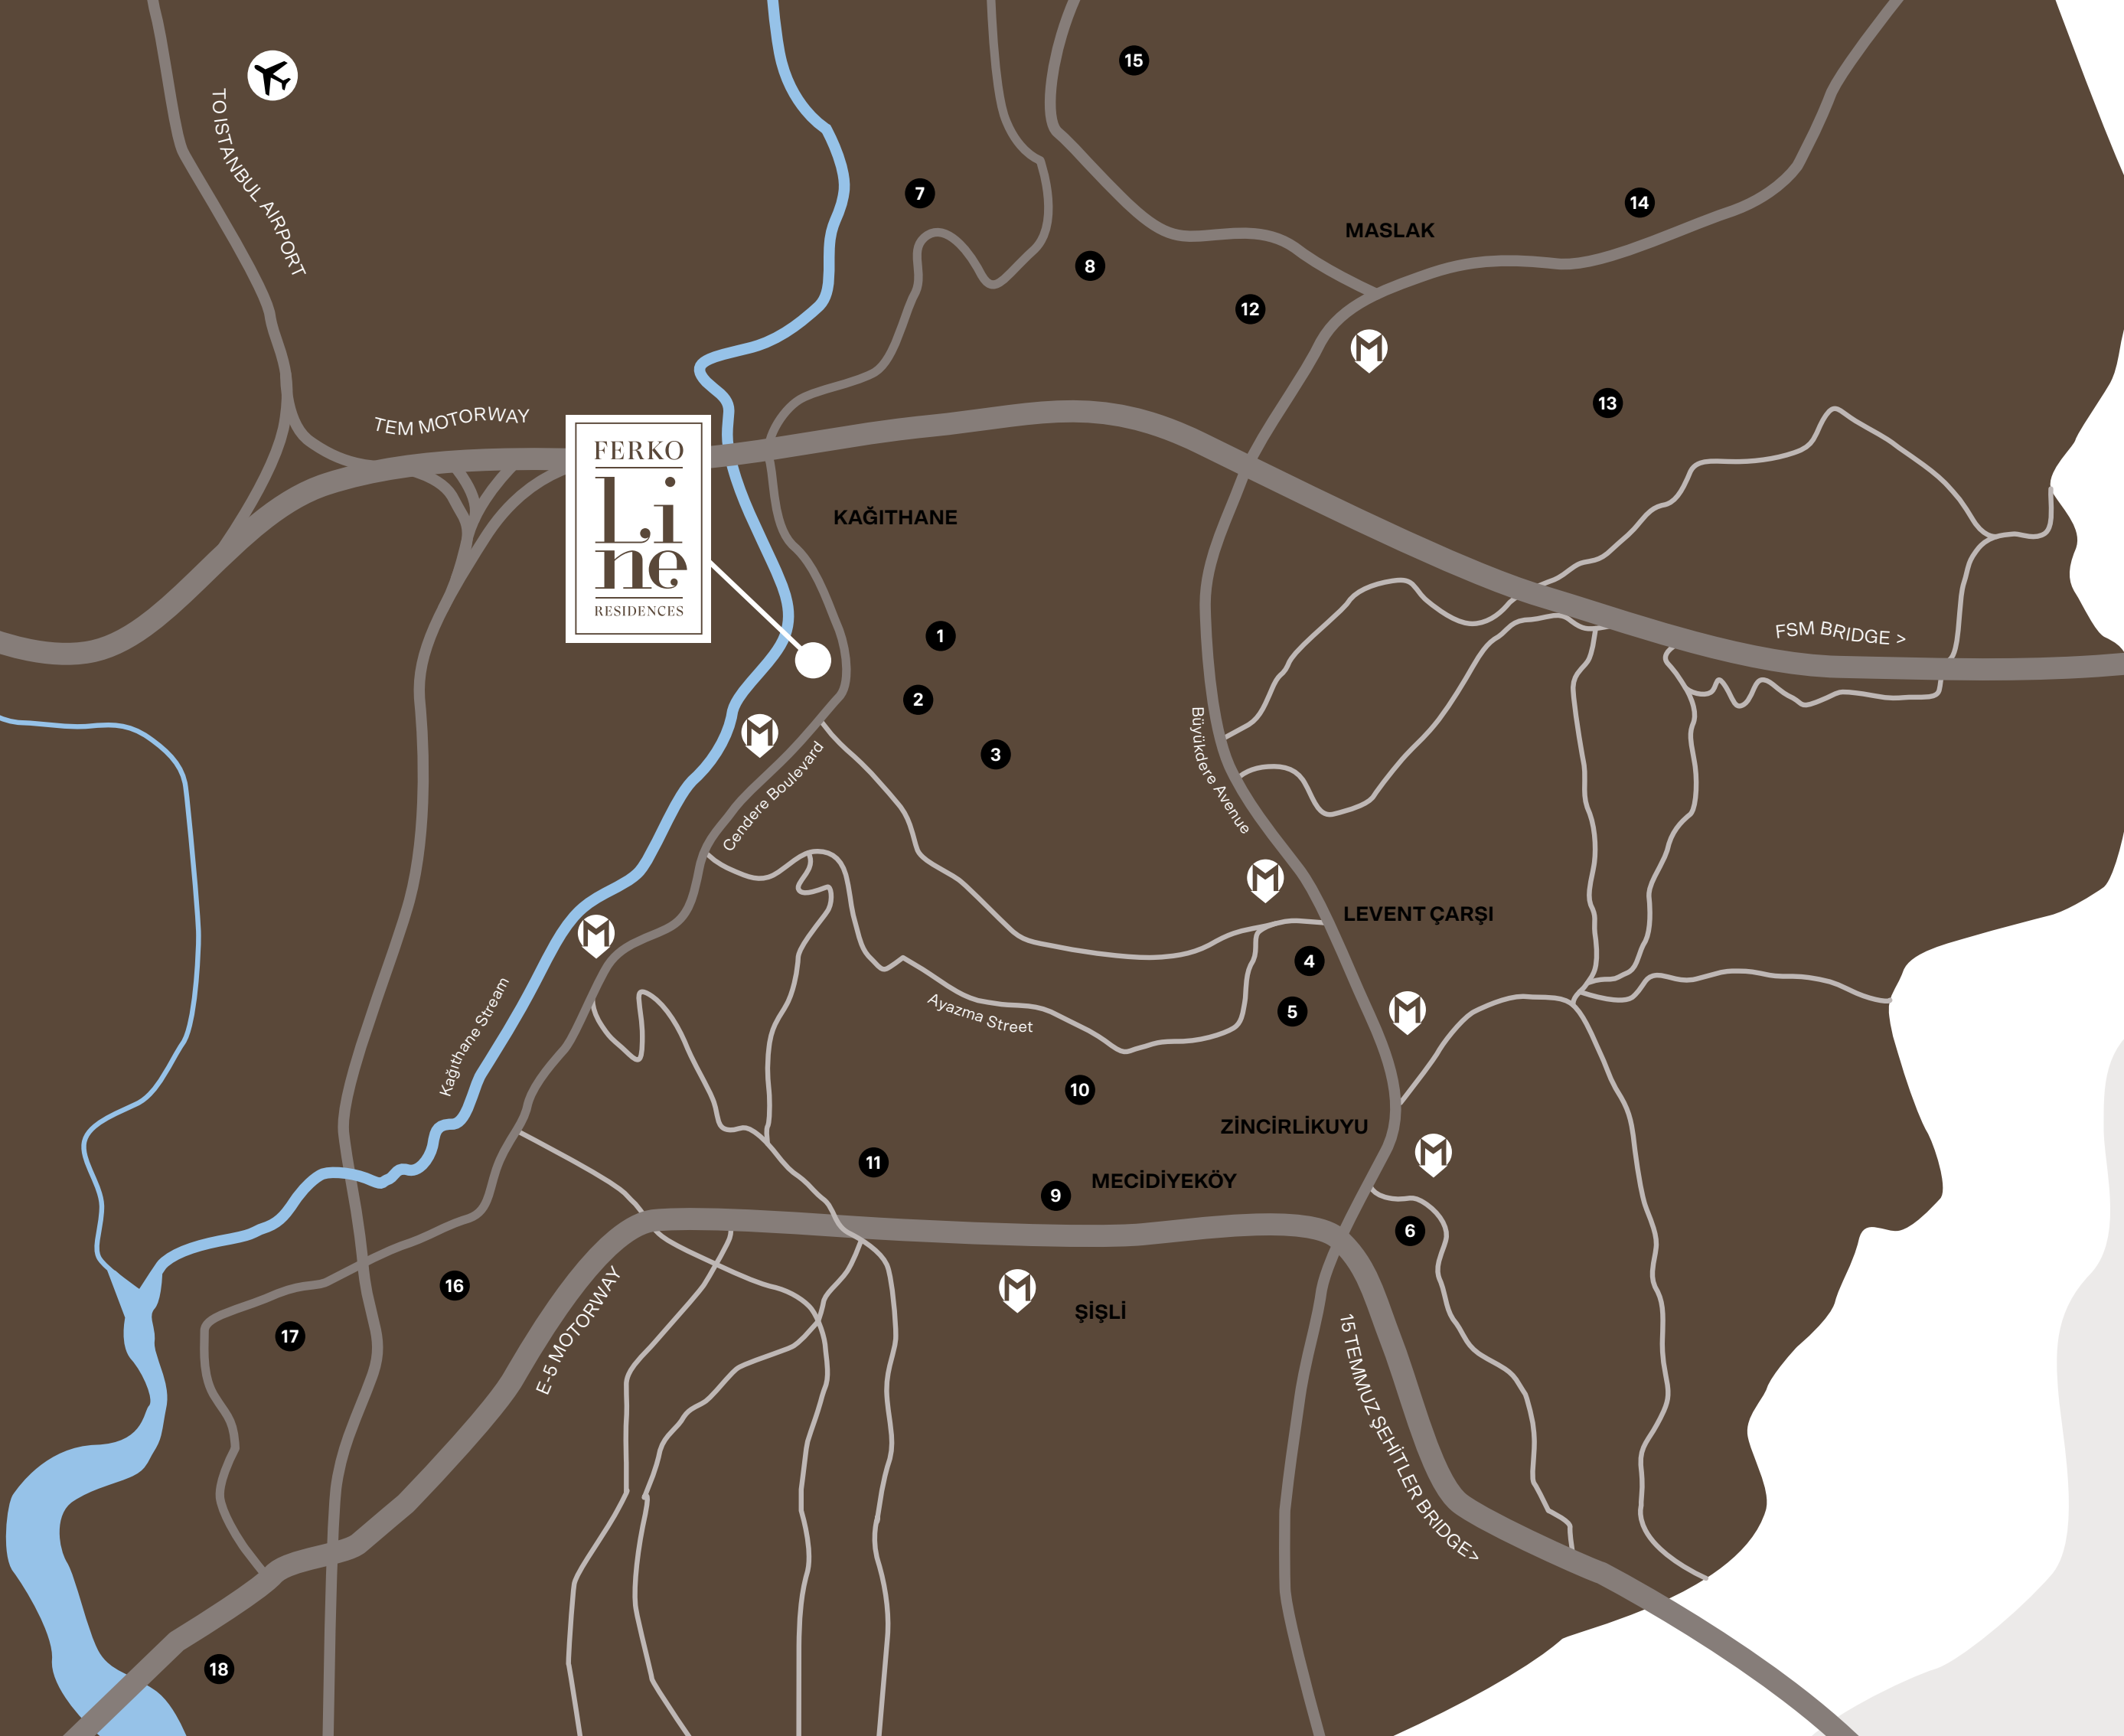 15
TO ISTANBUL AIRPORT
7
14
MASLAK
8
12
M
13
TEM MOTORWAY
FERKO
Li
ne
RESIDENCES
KAĞITHANE
1
FSM BRIDGE >
2
M
3
Büyükdere Avenue
Cendere Boulevard
M
LEVENT ÇARŞI
M
4
Ayazma Street
5
M
Kağıthane Stream
10
ZİNCİRLİKUYU
M
11
MECİDİYEKÖY
9
6
16
M
ŞİŞLİ
17
E-5 MOTORWAY
15 TEMMUZ ŞEHİTLER BRIDGE>
18